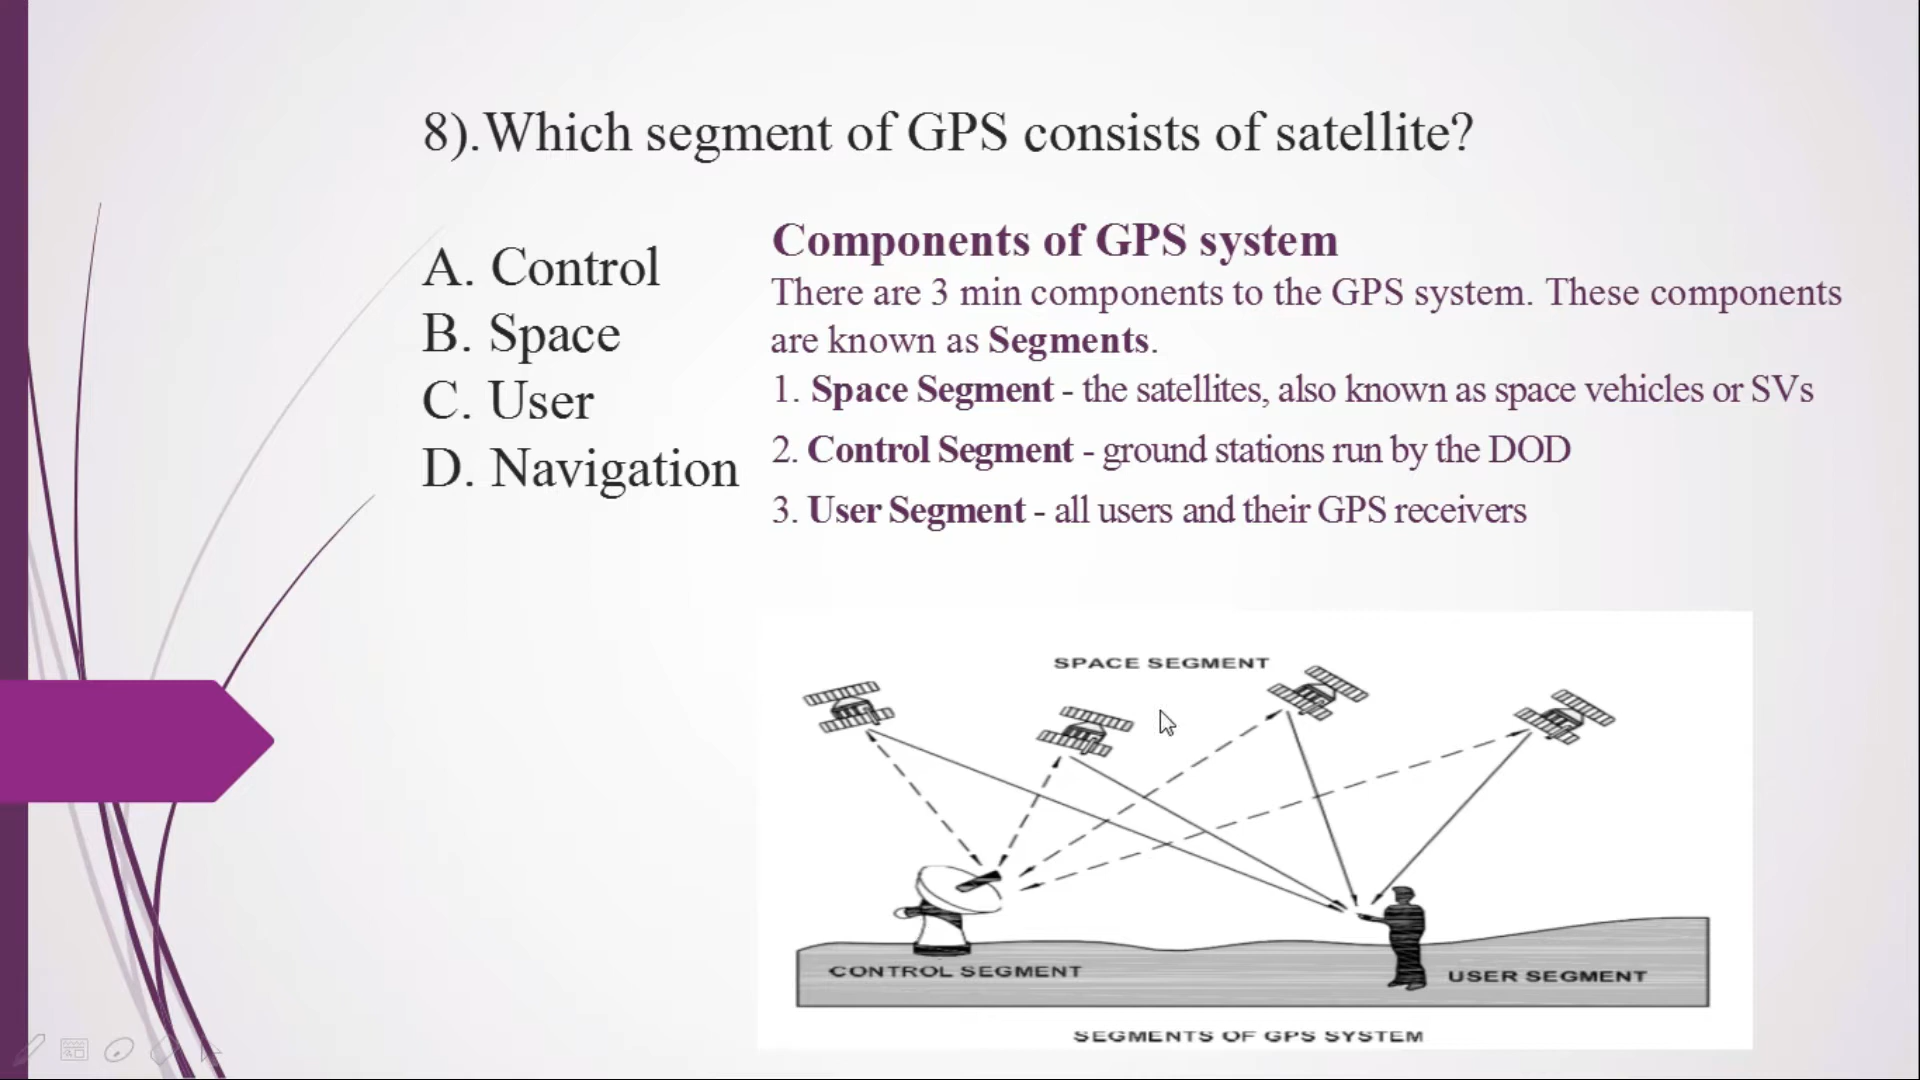 8).Which segment of GPS consists of satellite?
A. Control
B. Space
C. User
D. Navigation
Components of GPS system
There are 3 min components to the GPS system. These components
are known as Segments.
1. Space Segment - the satellites, also known as space vehicles or SVs
2. Control Segment - ground stations run by the DOD
3. User Segment - all users and their GPS receivers
SPACE SEGMENT
CONTROL SEGMENT
USER SEGMENT
SEGMENTS OF GPS SYSTEM